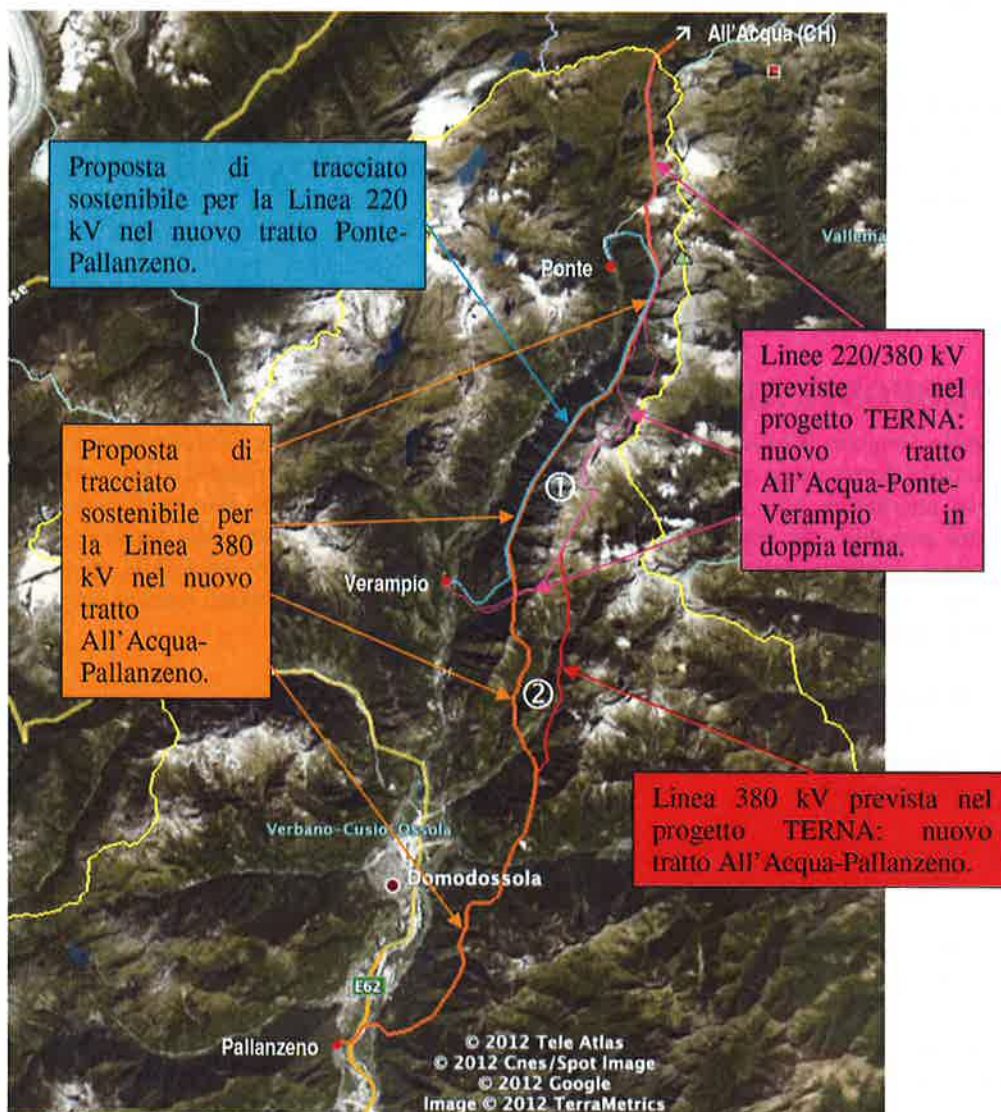 All'Acqua (CH)
Proposta di tracciato
sostenibile per la Linea 220
kV nel nuovo tratto Ponte-
Pallanzeno.
Vallema
Ponte
ose
Linee 220/380 kV
previste nel
progetto TERNA:
nuovo tratto
All'Acqua-Ponte-
Verampio in
doppia terna.
Proposta di
tracciato
sostenibile per
la Linea 380
kV nel nuovo
tratto
All'Acqua-
Pallanzeno.
①
Verampio
②
Linea 380 kV prevista nel
progetto TERNA: nuovo
tratto All'Acqua-Pallanzeno.
Verbano-Cusio-Ossola
Domodossola
E62
Pallanzeno
© 2012 Tele Atlas
© 2012 Cnes/Spot Image
© 2012 Google
Image © 2012 TerraMetrics